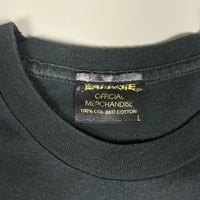 OFFICIAL
MERCHANDISE
100% COMBED COTTON
L